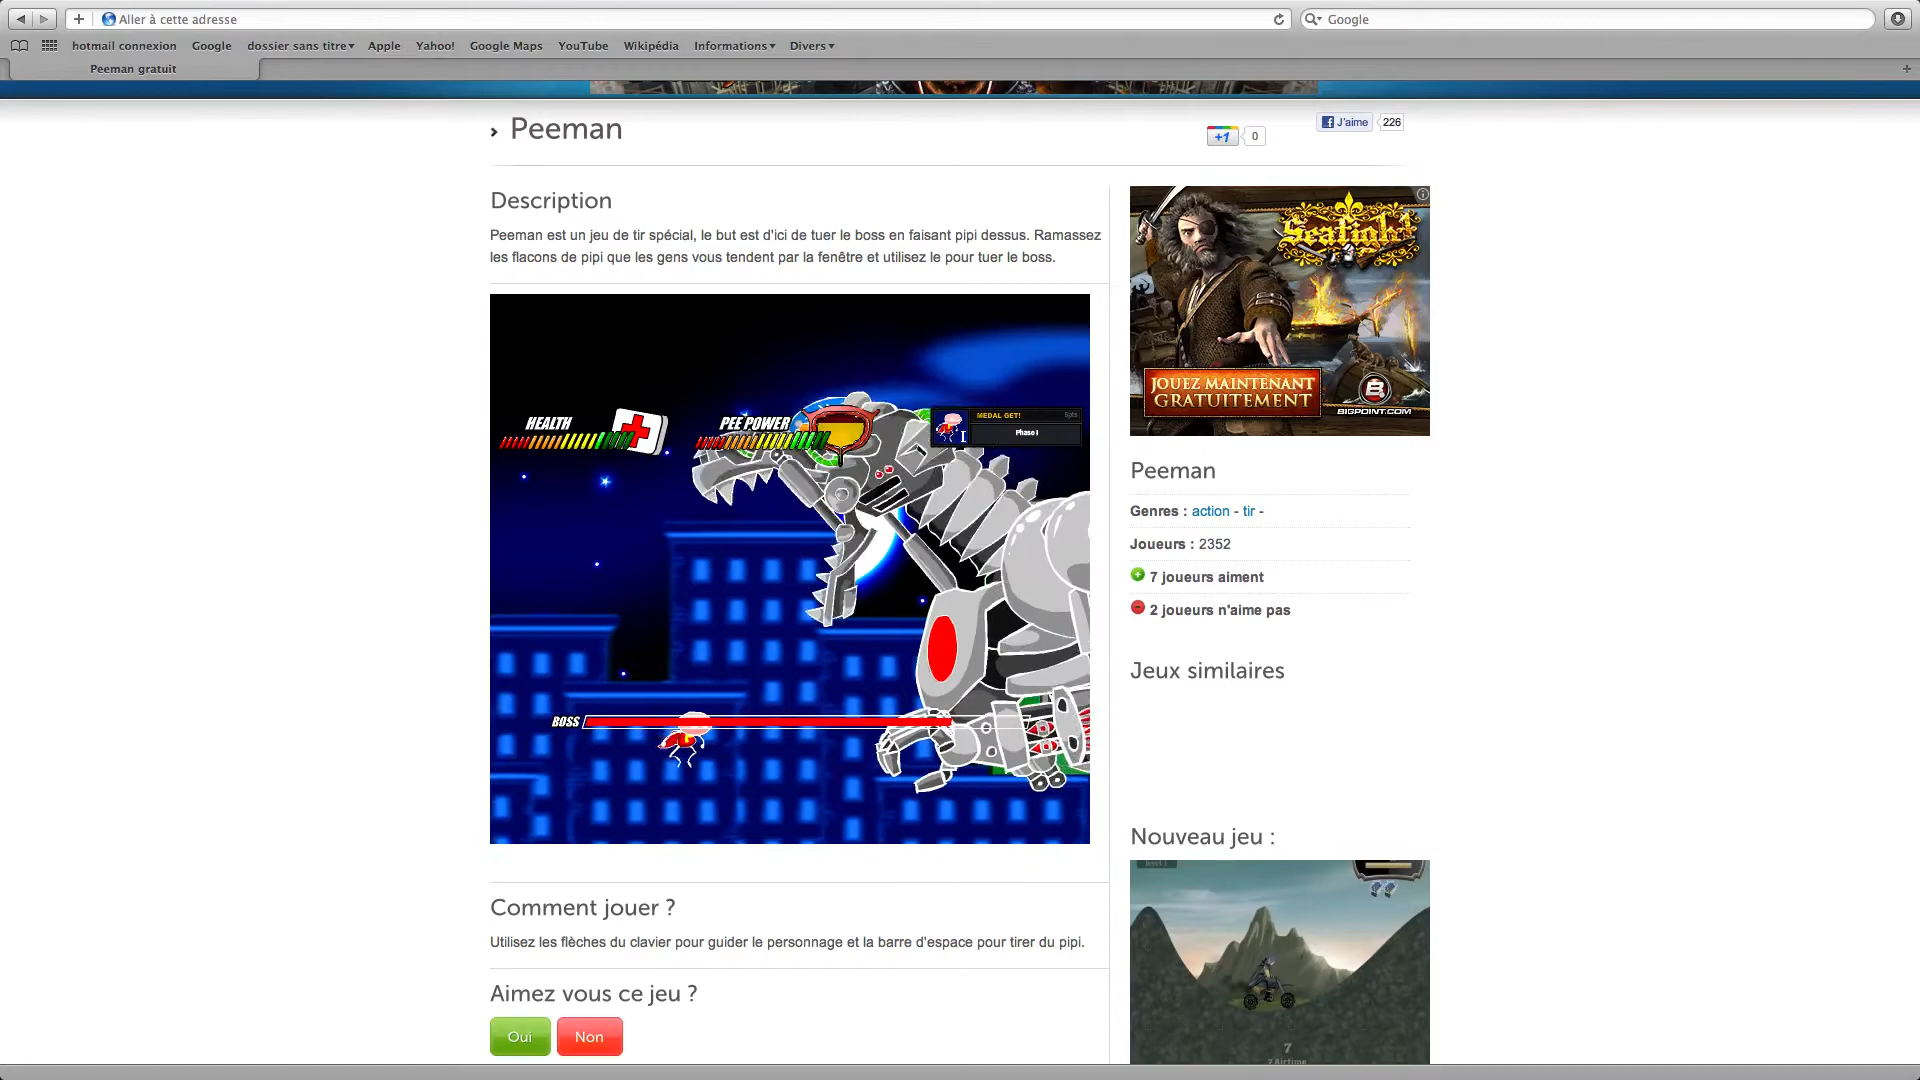 Aller à cette adresse
Google
hotmail connexion Google dossier sans titre Apple Yahoo! Google Maps YouTube Wikipédia Informations Divers
Peeman gratuit
Peeman
+1 0
J'aime 226
Description
Peeman est un jeu de tir spécial, le but est d'ici de tuer le boss en faisant pipi dessus. Ramassez
les flacons de pipi que les gens vous tendent par la fenêtre et utilisez le pour tuer le boss.
HEALTH
PEE POWER
MEDAL GET! 5pts
I Phase I
BOSS
Seafight
JOUEZ MAINTENANT
GRATUITEMENT
BIGPOINT.COM
Peeman
Genres : action - tir -
Joueurs : 2352
7 joueurs aiment
2 joueurs n'aime pas
Jeux similaires
Nouveau jeu :
level 1
7
7 Airtime
Comment jouer ?
Utilisez les flèches du clavier pour guider le personnage et la barre d'espace pour tirer du pipi.
Aimez vous ce jeu ?
Oui Non